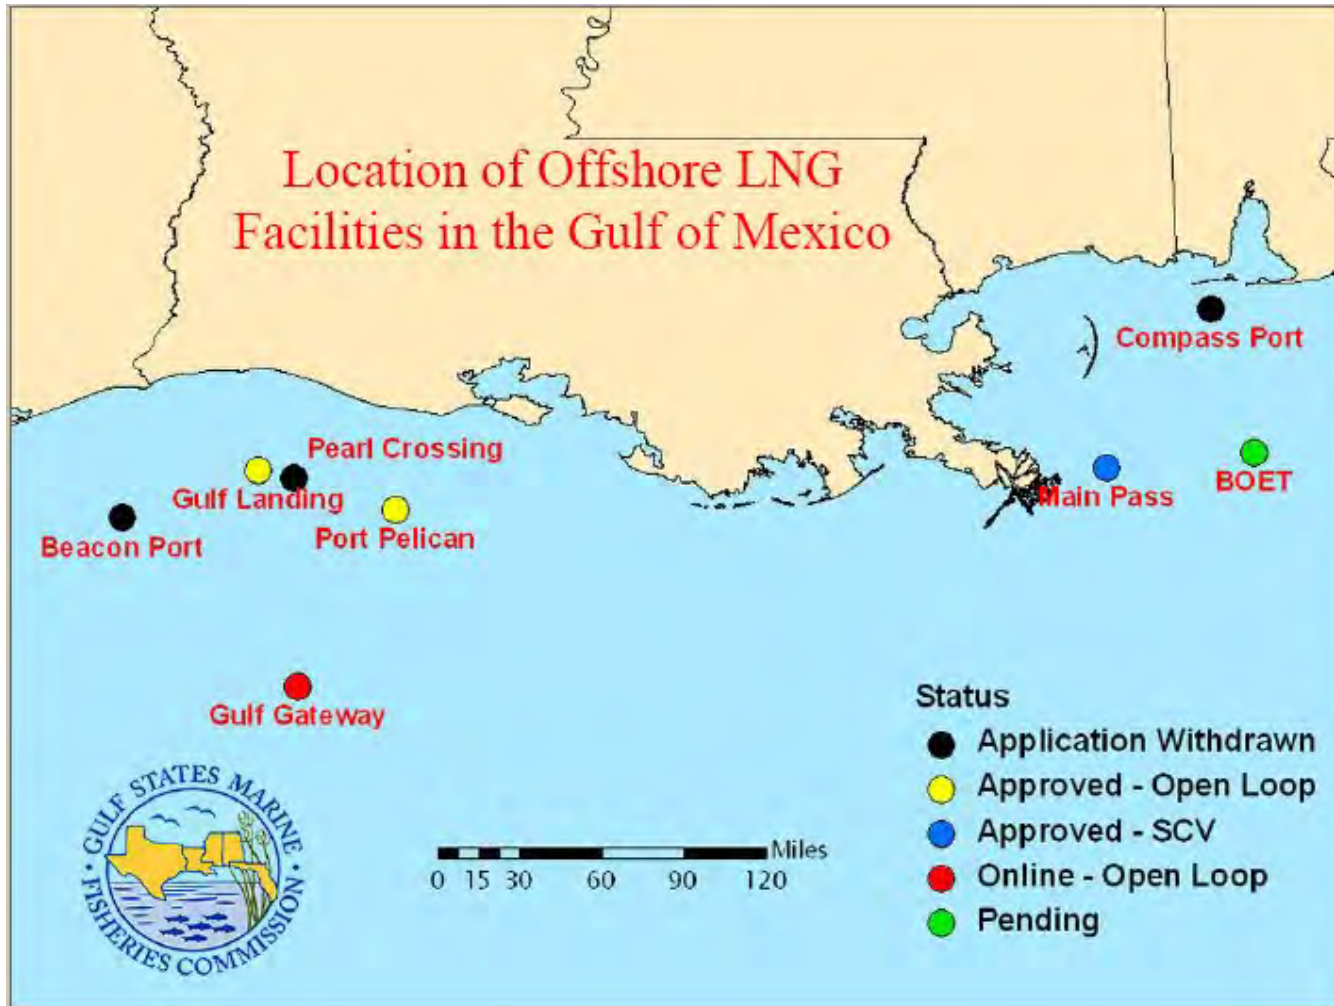 Location of Offshore LNG
Facilities in the Gulf of Mexico
Compass Port
Pearl Crossing
Gulf Landing
Main Pass
BOET
Beacon Port
Port Pelican
Gulf Gateway
Status
Application Withdrawn
Approved - Open Loop
Approved - SCV
Online - Open Loop
Pending
Miles
0 15 30 60 90 120
GULF STATES MARINE
FISHERIES COMMISSION